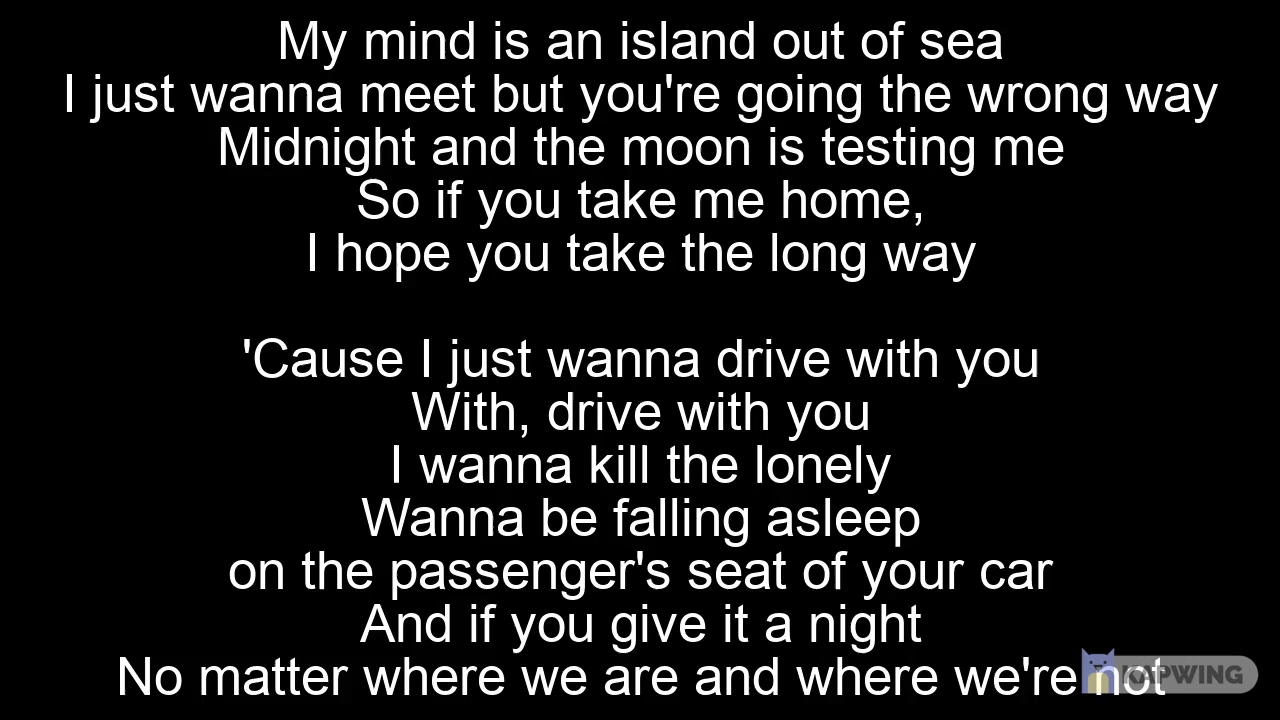 My mind is an island out of sea
I just wanna meet but you're going the wrong way
Midnight and the moon is testing me
So if you take me home,
I hope you take the long way
'Cause I just wanna drive with you
With, drive with you
I wanna kill the lonely
Wanna be falling asleep
on the passenger's seat of your car
And if you give it a night
No matter where we are and where we're not
KAPWING